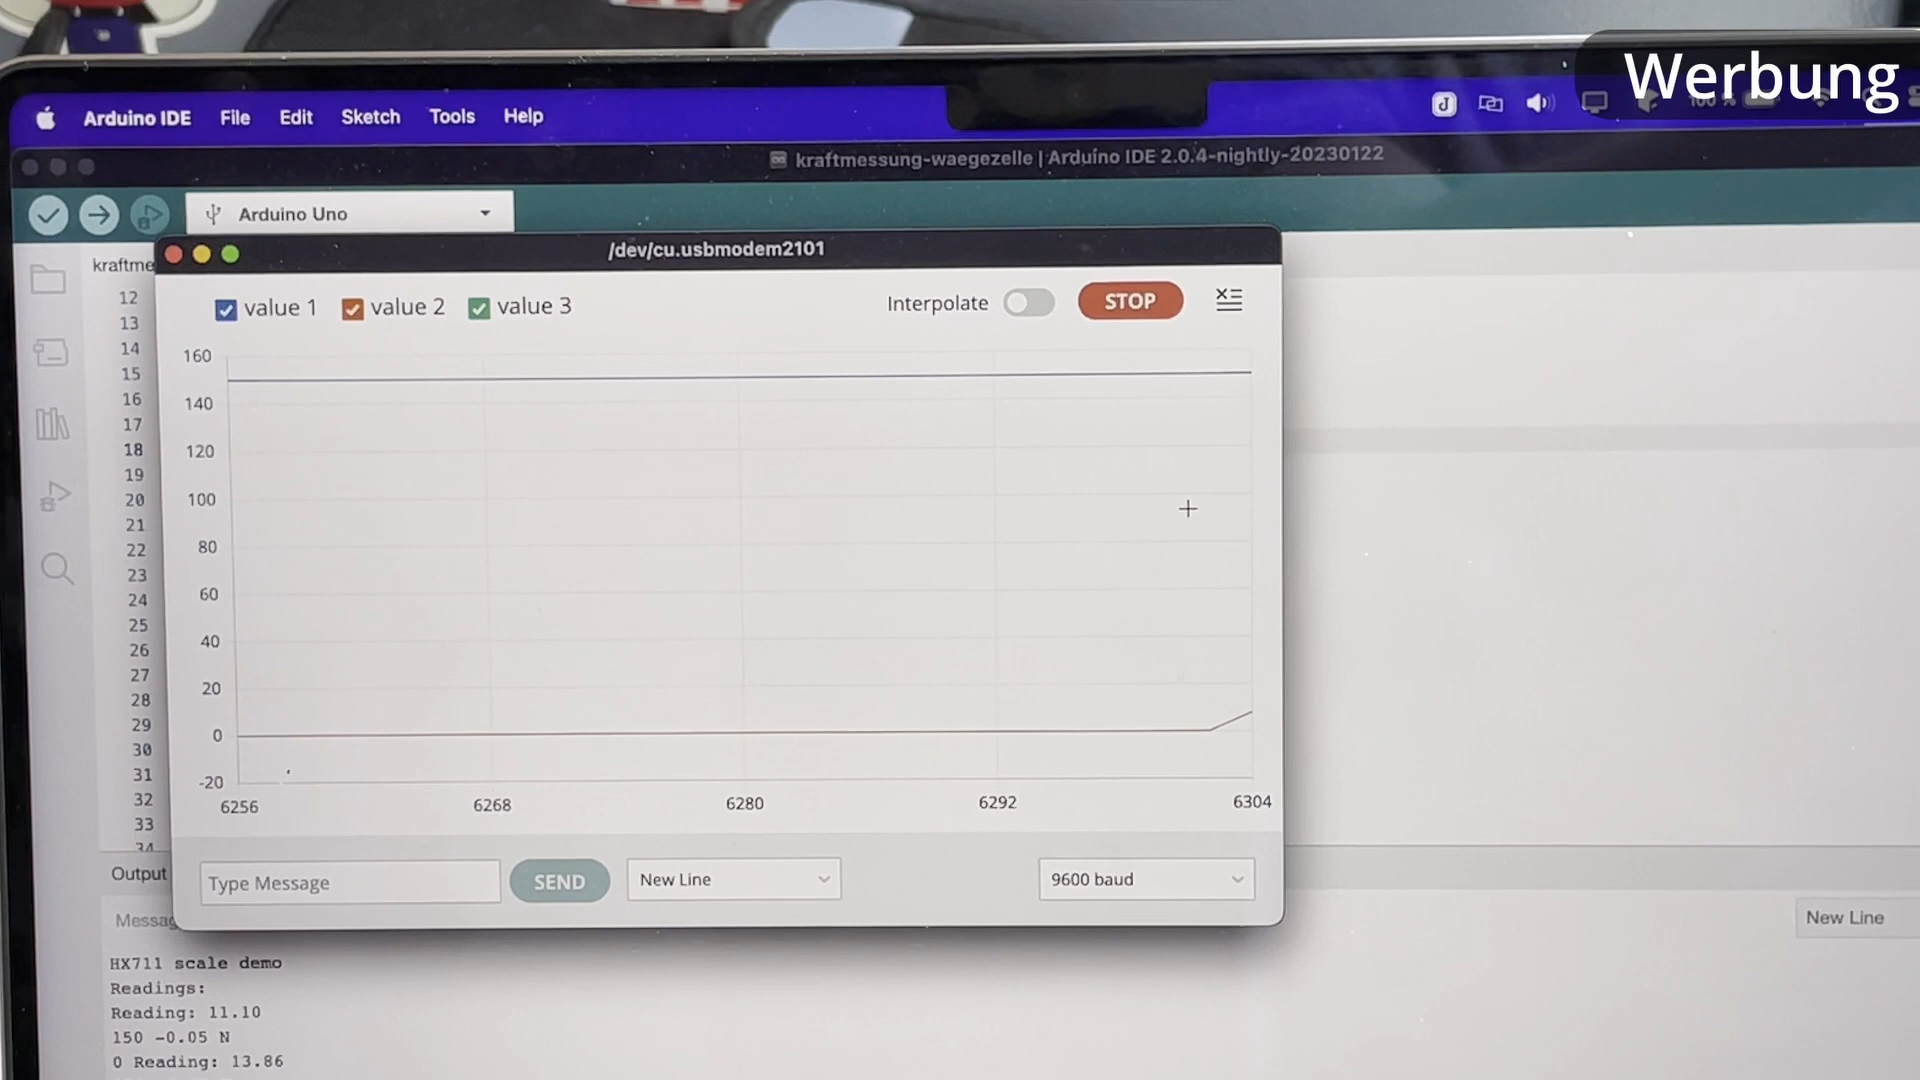 Werbung
Arduino IDE File Edit Sketch Tools Help
kraftmessung-waegezelle | Arduino IDE 2.0.4-nightly-20230122
Arduino Uno
/dev/cu.usbmodem2101
kraftme
value 1 value 2 value 3 Interpolate STOP
12
13
14
15
16
17
18
19
20
21
22
23
24
25
26
27
28
29
30
31
32
33
34
160
140
120
100
80
60
40
20
0
-20
6256 6268 6280 6292 6304
Type Message SEND New Line 9600 baud
Output
Messag
New Line
HX711 scale demo
Readings:
Reading: 11.10
150 -0.05 N
0 Reading: 13.86